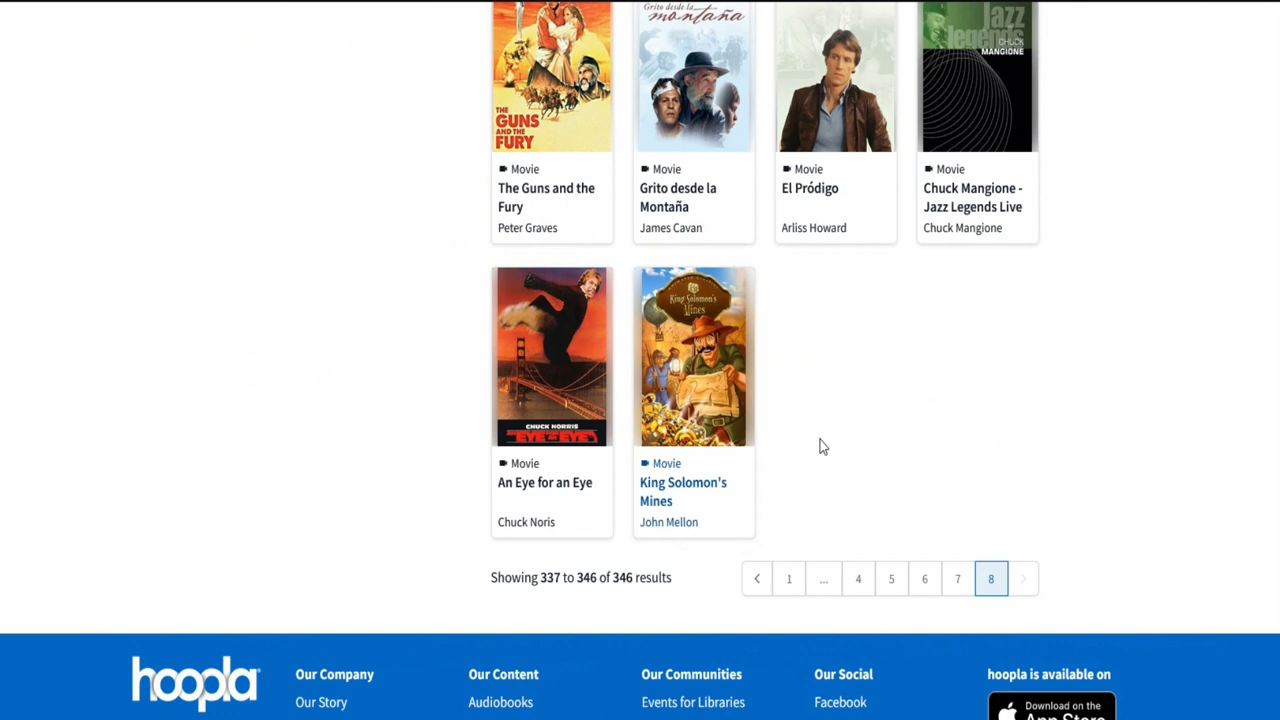 THE
GUNS
AND THE
FURY
Grito desde la
montaña
Jazz
legends
CHUCK
MANGIONE
Movie
The Guns and the
Fury
Peter Graves
Movie
Grito desde la
Montaña
James Cavan
Movie
El Pródigo
Arliss Howard
Movie
Chuck Mangione -
Jazz Legends Live
Chuck Mangione
CHUCK NORRIS
EYE FOR EYE
King Solomon's
Mines
Movie
An Eye for an Eye
Chuck Noris
Movie
King Solomon's
Mines
John Mellon
Showing 337 to 346 of 346 results
1 ... 4 5 6 7 8
hoopla
Our Company
Our Story
Our Content
Audiobooks
Our Communities
Events for Libraries
Our Social
Facebook
hoopla is available on
Download on the
App Store